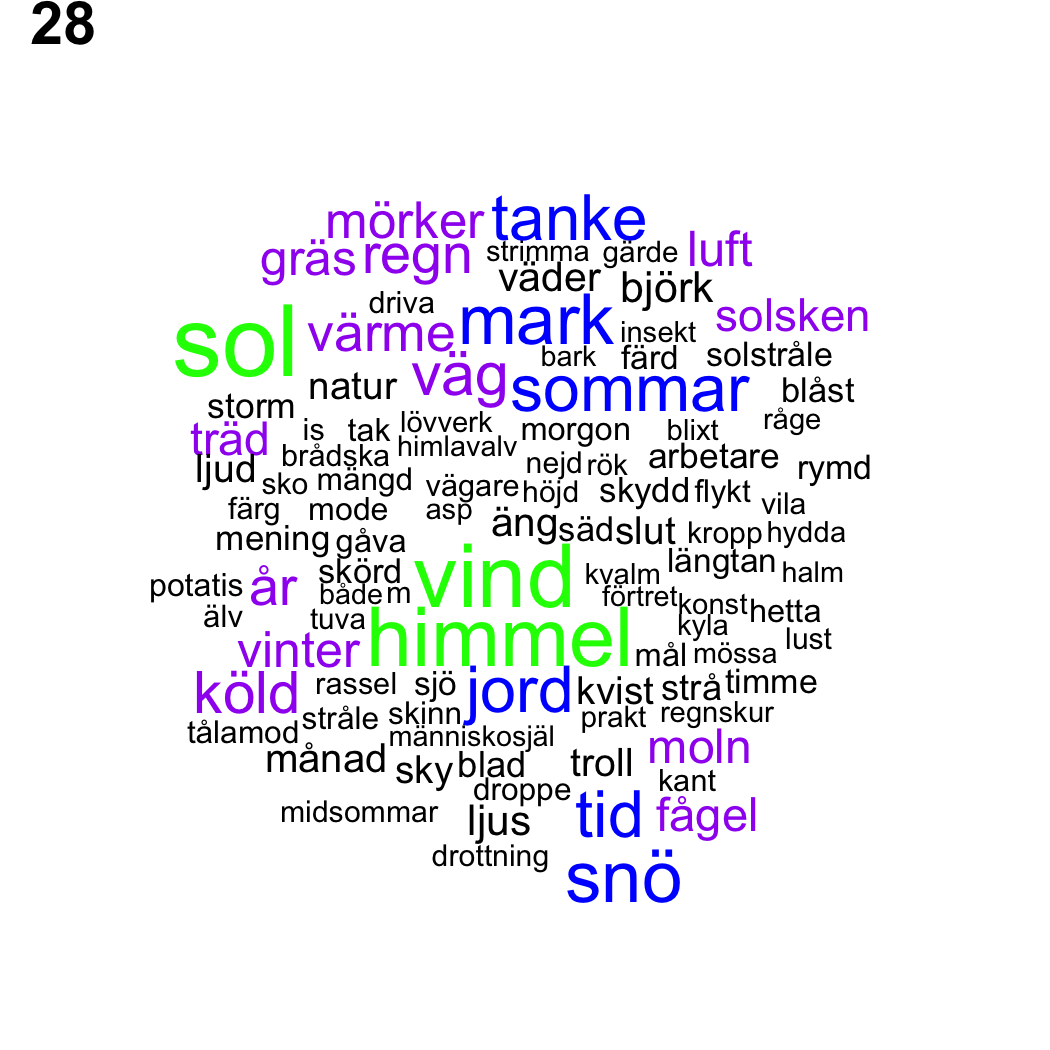 28
mörker tanke
gräs regn strimma gärde luft
väder björk
driva
sol värme mark insekt solsken
väg bark färd solstråle
natur sommar blåst
storm
träd is tak lövverk morgon blixt råge
ljud brådska himlavalv nejd rök arbetare rymd
sko mängd vägare höjd skydd flykt vila
färg mode asp äng säd slut kropp hydda
mening gåva
skörd vind kvalm längtan halm
potatis år både m förtret konst hetta
älv tuva himmel kyla lust
vinter mål mössa
köld rassel sjö jord kvist strå timme
tålamod stråle skinn prakt regnskur
människosjäl moln
månad sky blad troll kant
droppe
midsommar ljus tid fågel
drottning snö